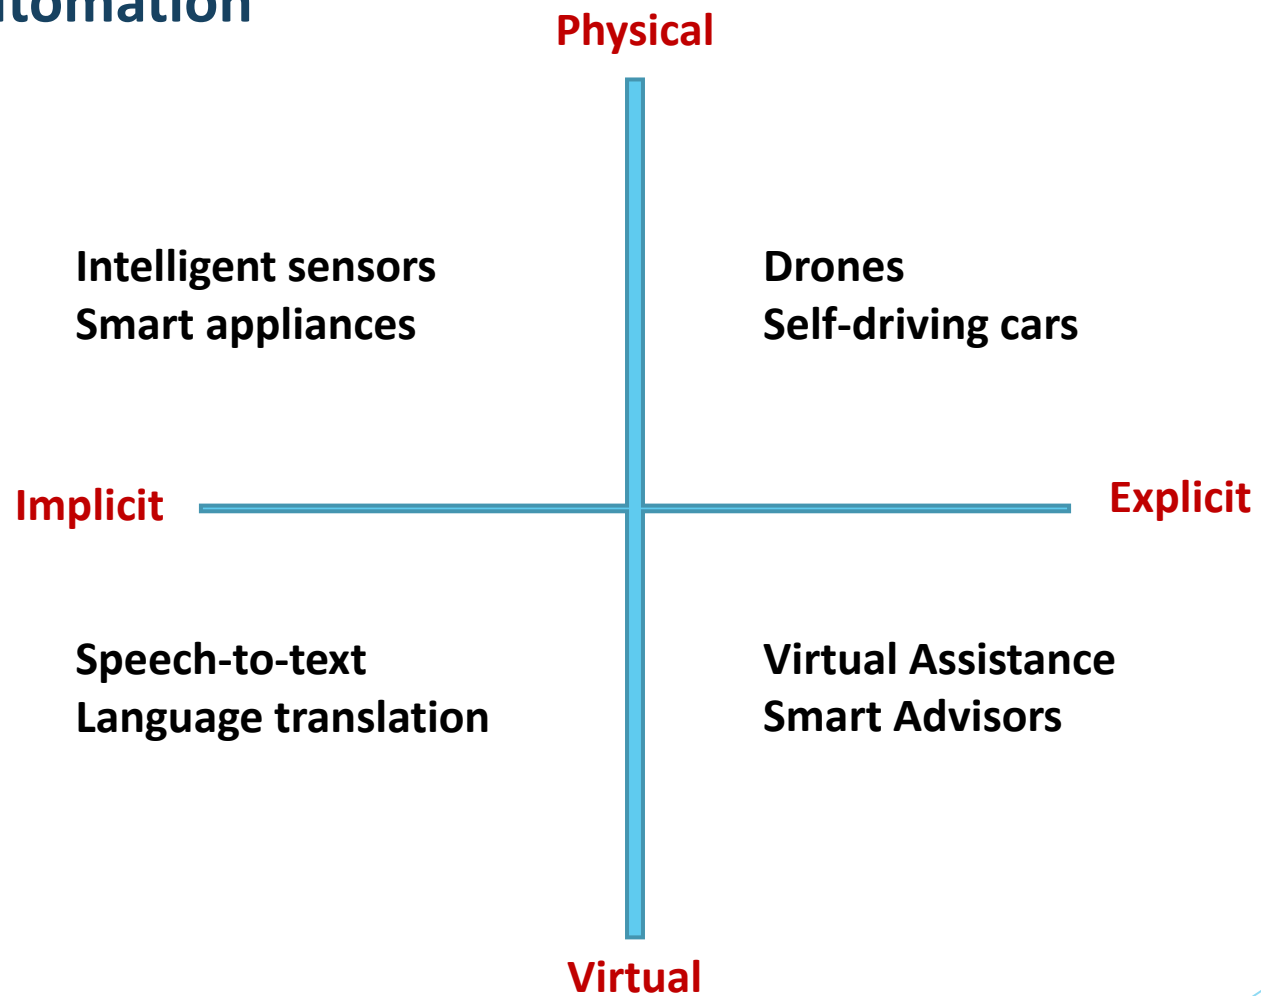 Physical
Intelligent sensors
Smart appliances
Drones
Self-driving cars
Implicit
Explicit
Speech-to-text
Language translation
Virtual Assistance
Smart Advisors
Virtual